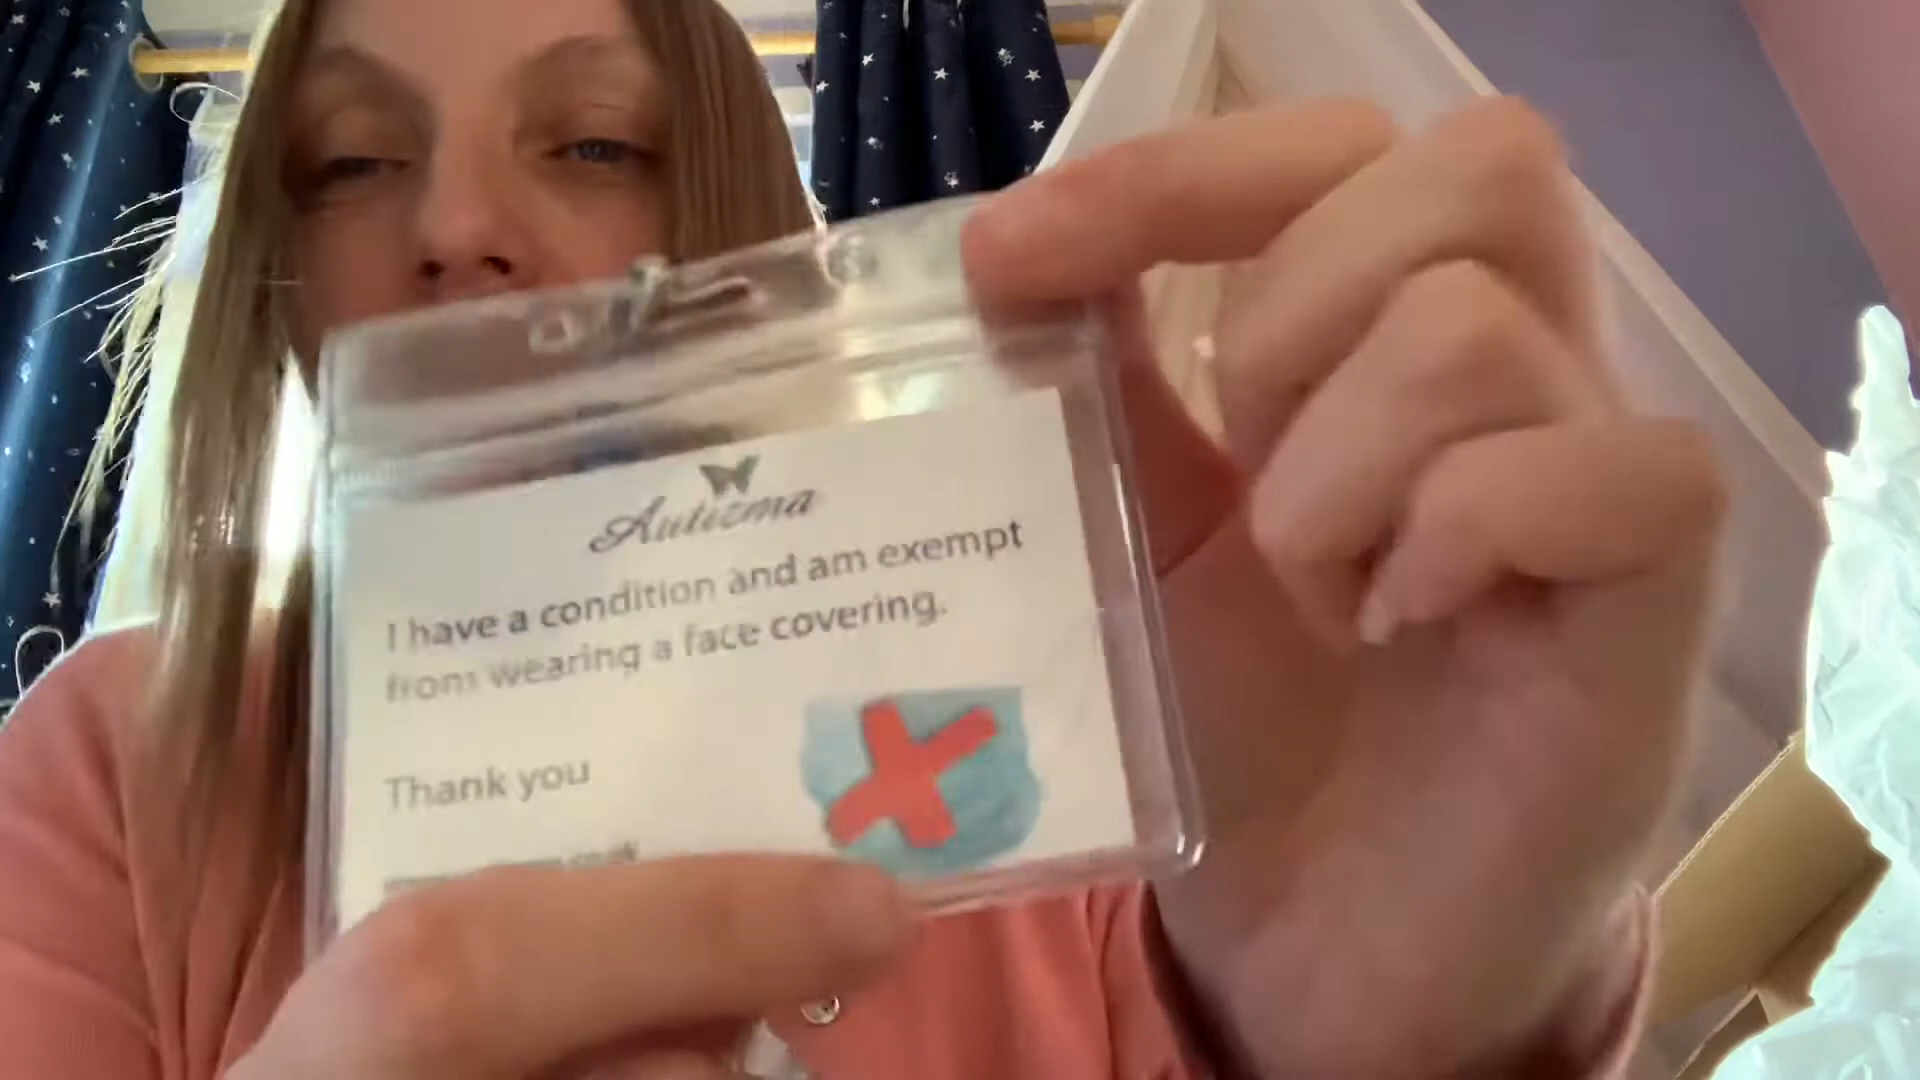 Autizma
I have a condition and am exempt
from wearing a face covering.
Thank you